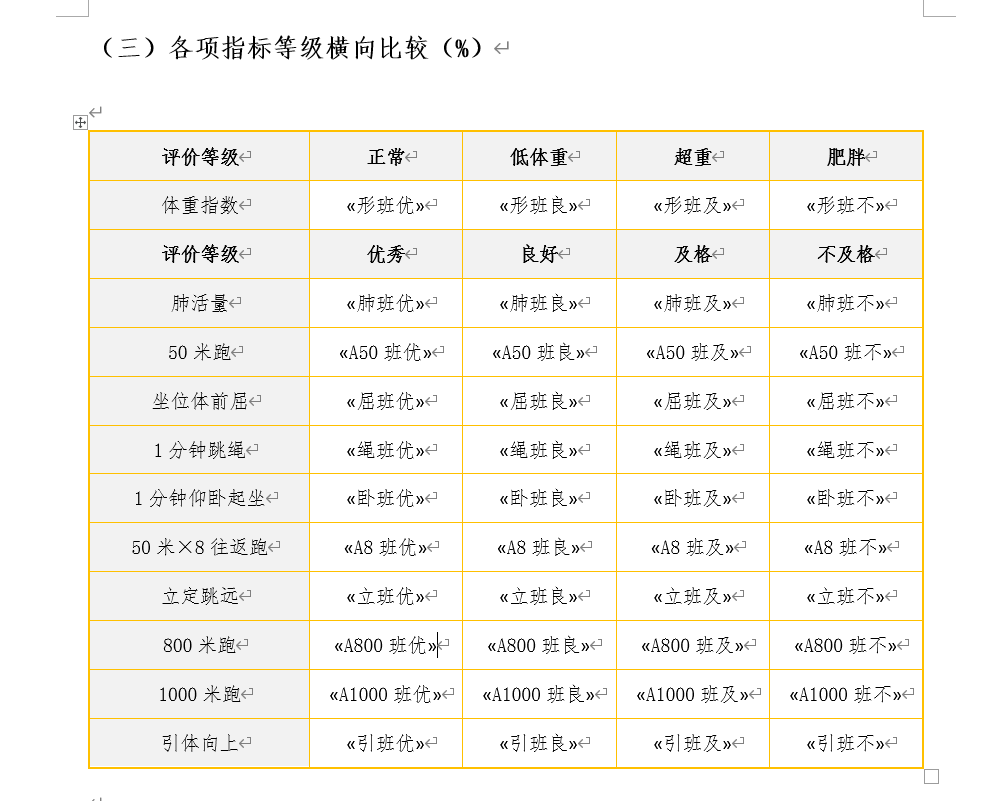 （三）各项指标等级横向比较（%）
评价等级 正常 低体重 超重 肥胖
体重指数 «形班优» «形班良» «形班及» «形班不»
评价等级 优秀 良好 及格 不及格
肺活量 «肺班优» «肺班良» «肺班及» «肺班不»
50 米跑 «A50 班优» «A50 班良» «A50 班及» «A50 班不»
坐位体前屈 «屈班优» «屈班良» «屈班及» «屈班不»
1 分钟跳绳 «绳班优» «绳班良» «绳班及» «绳班不»
1 分钟仰卧起坐 «卧班优» «卧班良» «卧班及» «卧班不»
50 米×8 往返跑 «A8 班优» «A8 班良» «A8 班及» «A8 班不»
立定跳远 «立班优» «立班良» «立班及» «立班不»
800 米跑 «A800 班优» «A800 班良» «A800 班及» «A800 班不»
1000 米跑 «A1000 班优» «A1000 班良» «A1000 班及» «A1000 班不»
引体向上 «引班优» «引班良» «引班及» «引班不»